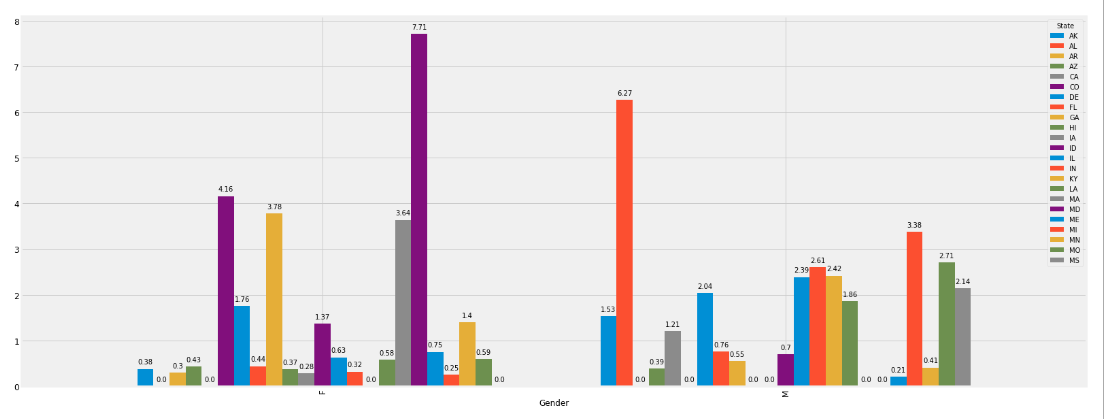 8
7
6
5
4
3
2
1
0
0.38
0.0
0.3
0.43
0.0
4.16
1.76
0.44
3.78
0.37
0.28
1.37
0.63
0.32
0.0
0.58
3.64
7.71
0.75
0.25
1.4
0.59
0.0
1.53
6.27
0.0
0.39
1.21
0.0
2.04
0.76
0.55
0.0
0.0
0.7
2.39
2.61
2.42
1.86
0.0
0.0
0.21
3.38
0.41
2.71
2.14
State
AK
AL
AR
AZ
CA
CO
DE
FL
GA
HI
IA
ID
IL
IN
KY
LA
MA
MD
ME
MI
MN
MO
MS
F
M
Gender